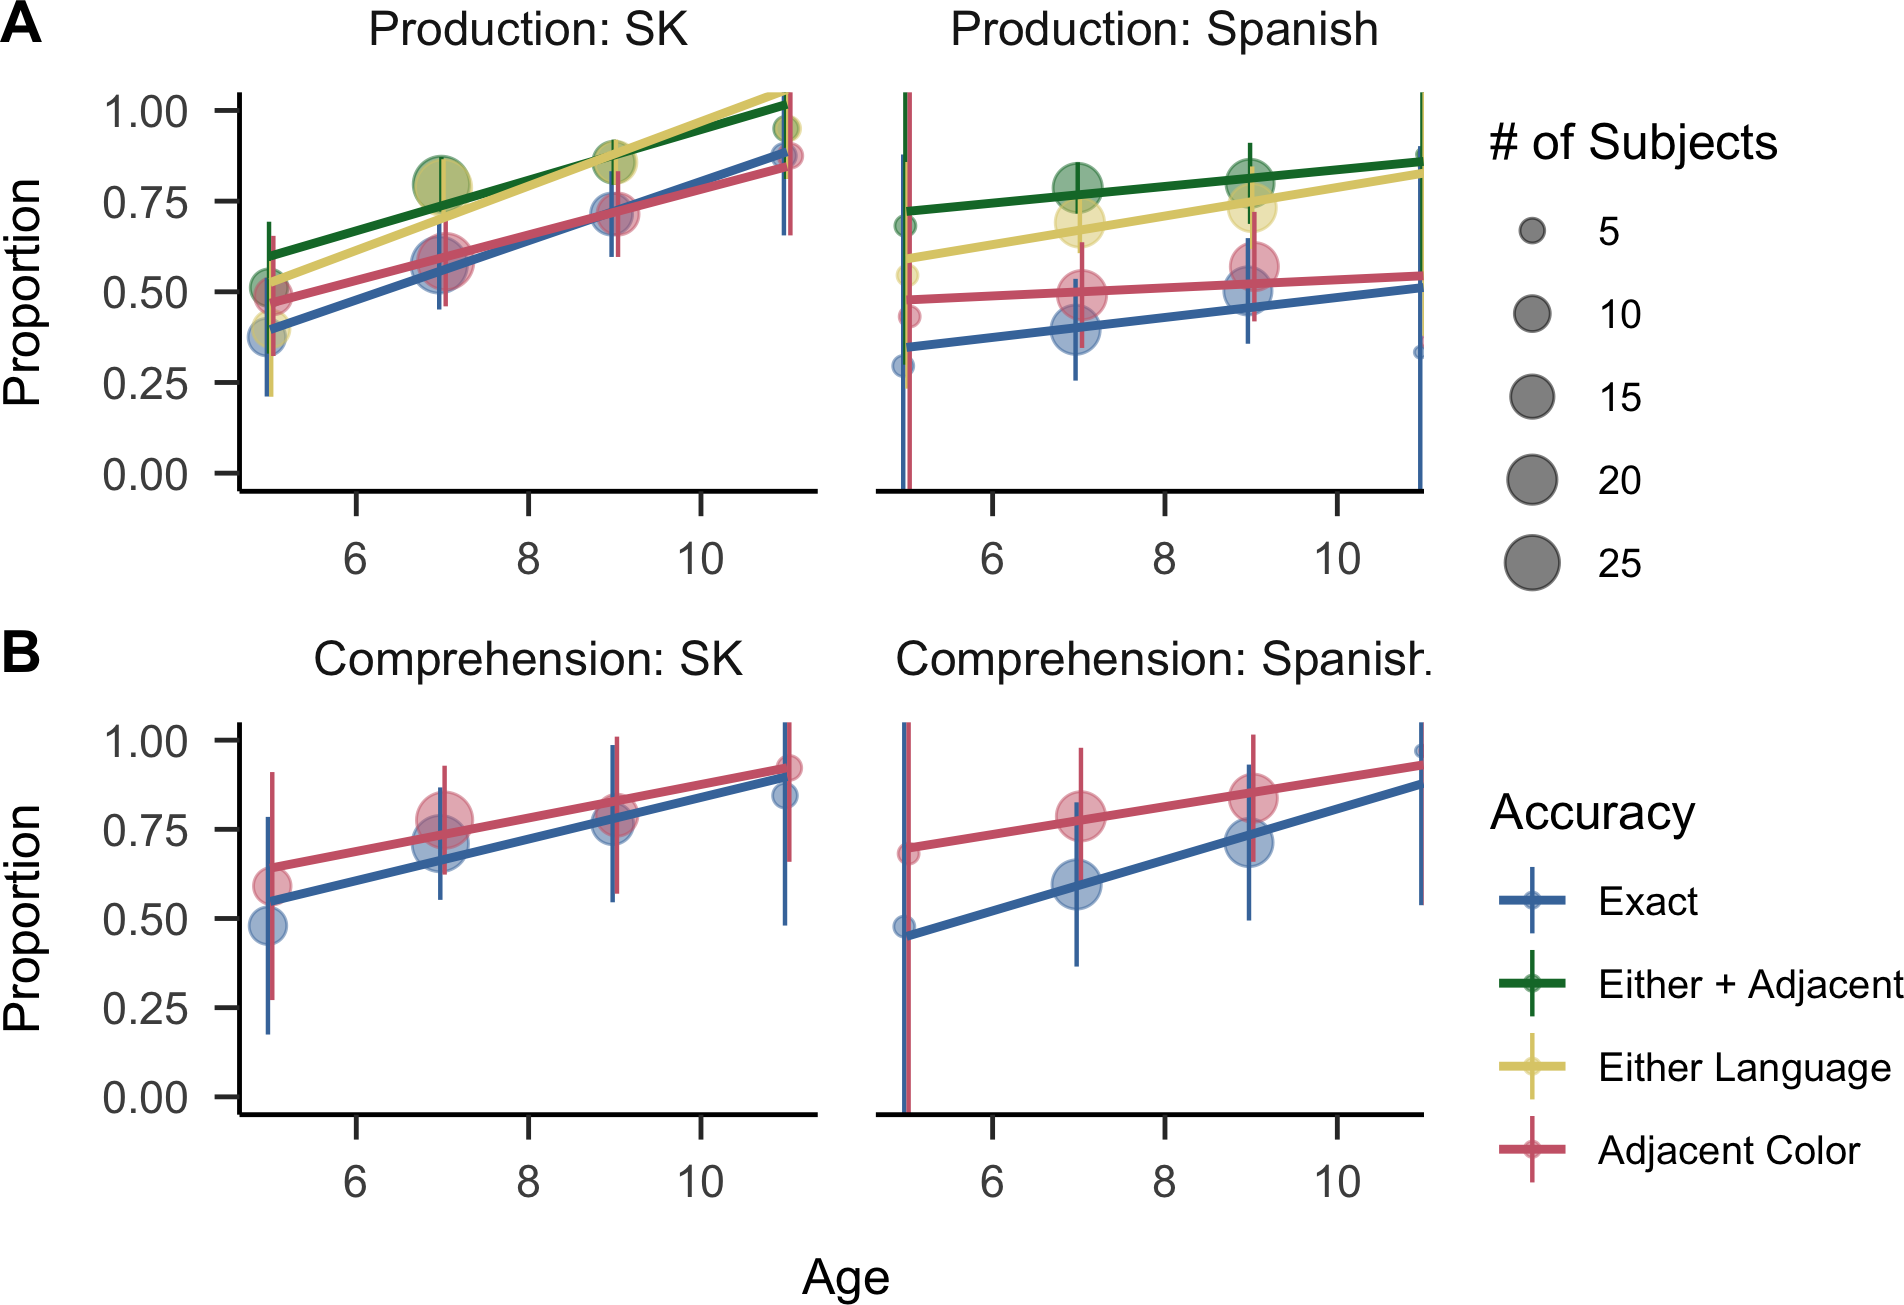 A
Production: SK
Production: Spanish
Proportion
1.00
0.75
0.50
0.25
0.00
6 8 10
6 8 10
# of Subjects
5
10
15
20
25
B
Comprehension: SK
Comprehension: Spanish
Proportion
1.00
0.75
0.50
0.25
0.00
6 8 10
6 8 10
Age
Accuracy
Exact
Either + Adjacent
Either Language
Adjacent Color